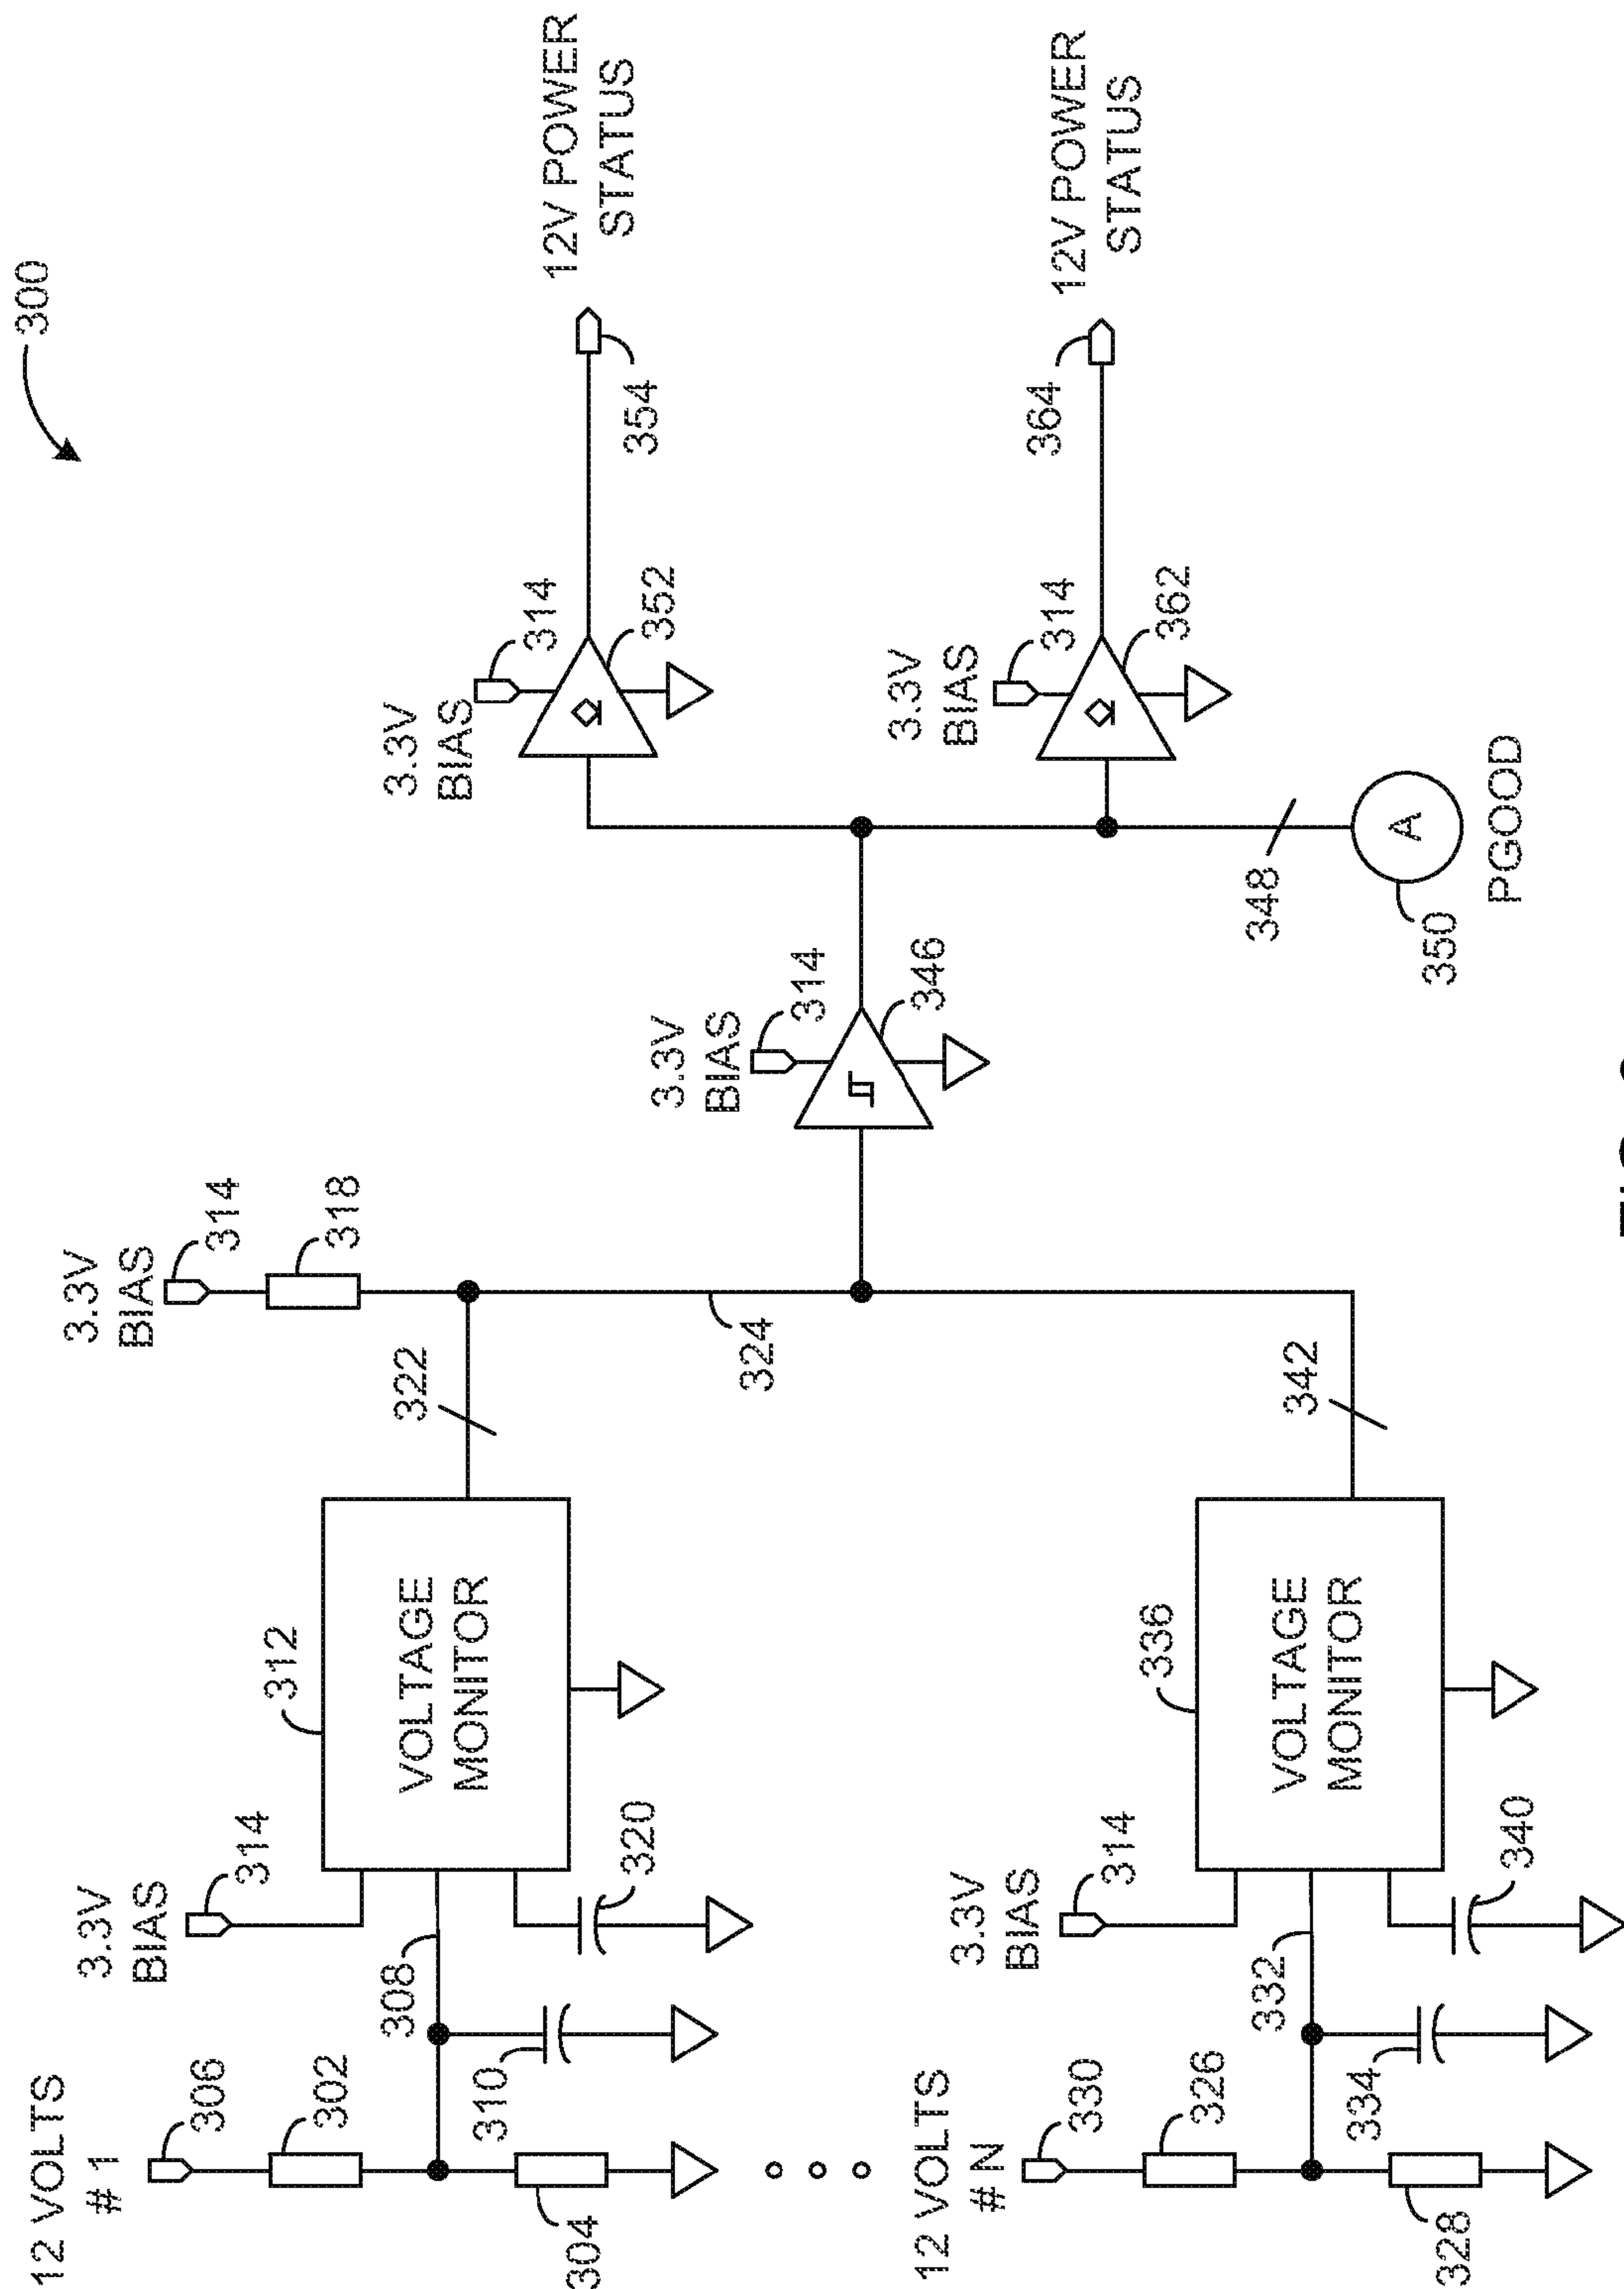 300
12 VOLTS
# 1
306
302
304
308
310
3.3V
BIAS
314
320
312
VOLTAGE
MONITOR
322
3.3V
BIAS
314
318
324
12 VOLTS
# N
330
326
328
332
334
3.3V
BIAS
314
340
336
VOLTAGE
MONITOR
342
3.3V
BIAS
314
346
3.3V
BIAS
314
352
354
12V POWER
STATUS
3.3V
BIAS
314
362
364
12V POWER
STATUS
348
A
350
PGOOD